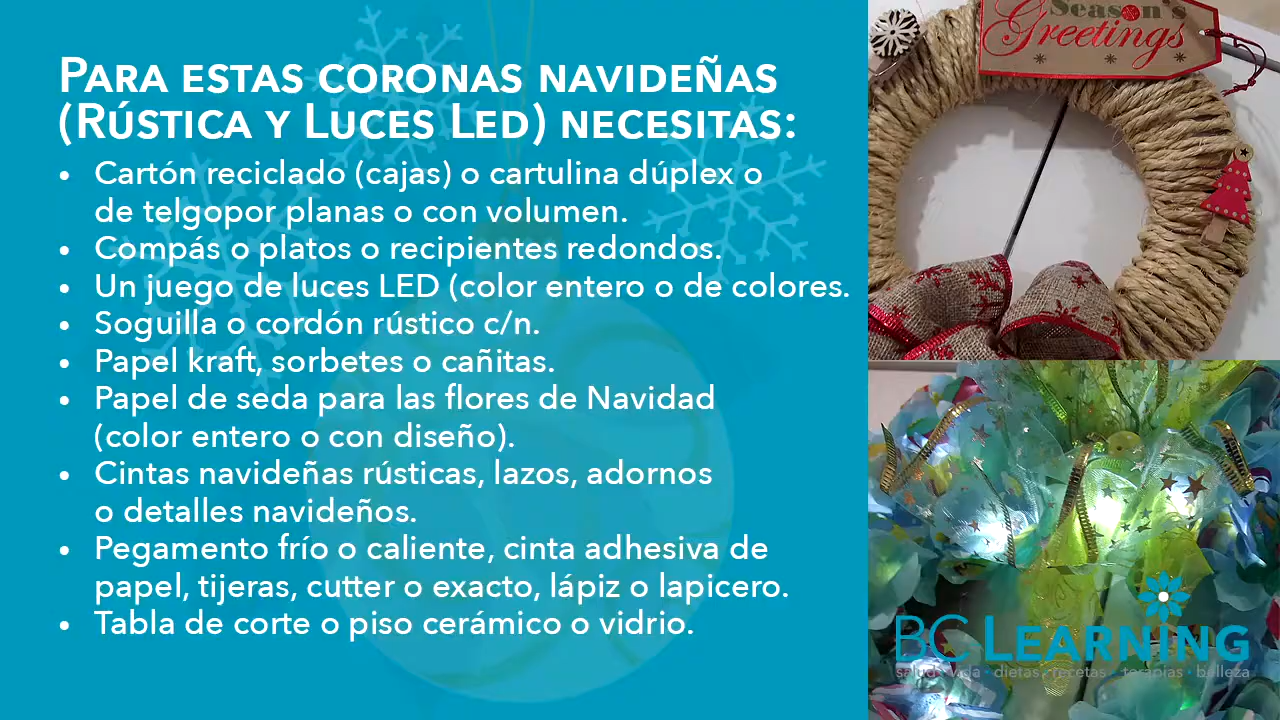 PARA ESTAS CORONAS NAVIDEÑAS
(RÚSTICA Y LUCES LED) NECESITAS:
• Cartón reciclado (cajas) o cartulina dúplex o
de telgopor planas o con volumen.
• Compás o platos o recipientes redondos.
• Un juego de luces LED (color entero o de colores.
• Soguilla o cordón rústico c/n.
• Papel kraft, sorbetes o cañitas.
• Papel de seda para las flores de Navidad
(color entero o con diseño).
• Cintas navideñas rústicas, lazos, adornos
o detalles navideños.
• Pegamento frío o caliente, cinta adhesiva de
papel, tijeras, cutter o exacto, lápiz o lapicero.
• Tabla de corte o piso cerámico o vidrio.
Season's
Greetings
BC LEARNING
salud · vida · dietas · recetas · terapias · belleza